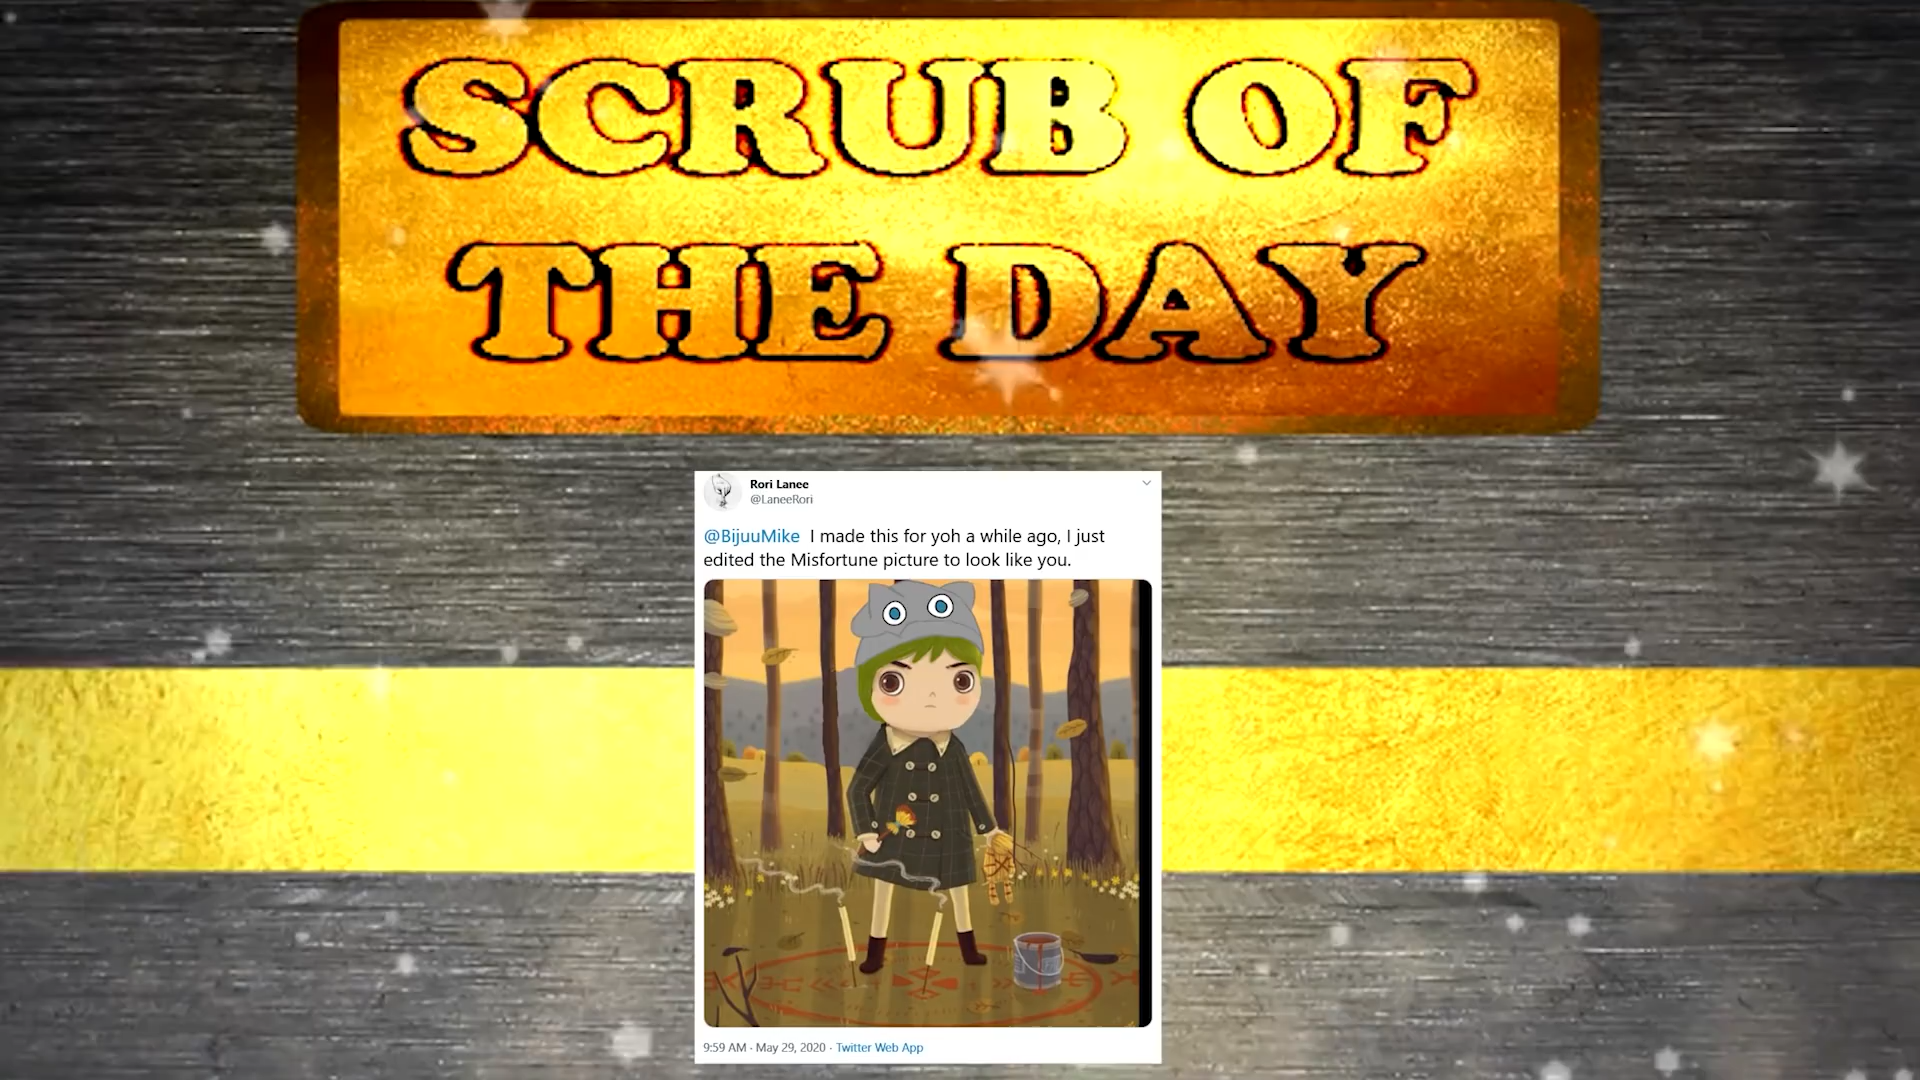 SCRUB OF
THE DAY
Rori Lanee
@LaneeRori
@BijuuMike I made this for yoh a while ago, I just
edited the Misfortune picture to look like you.
9:59 AM · May 29, 2020 · Twitter Web App